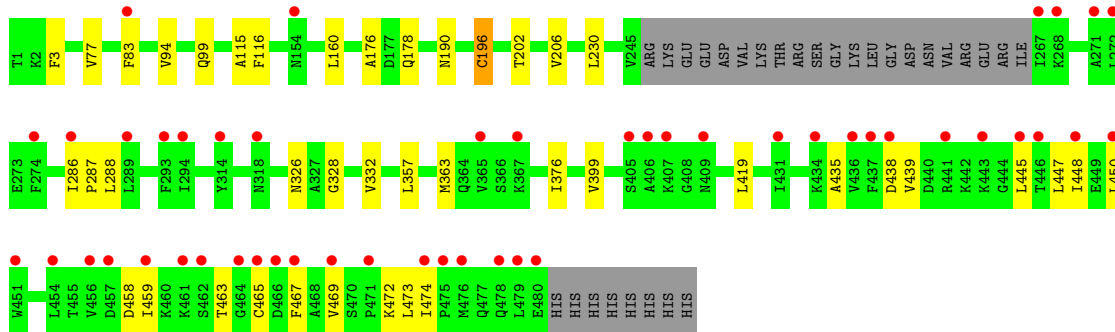 T1 K2 F3 V77 F83 V94 Q99 A115 F116 N154 L160 A176 D177 Q178 N190 C196 T202 V206 L230 V245 ARG LYS GLU GLU ASP VAL LYS THR ARG SER GLY LYS LEU GLY ASP ASN VAL ARG GLU ARG ILE I267 K268 A271 L272
E273 F274 I286 P287 L288 L289 F293 I294 Y314 N318 N326 A327 G328 V332 L357 M363 Q364 V365 S366 K367 I376 V399 S405 A406 K407 G408 N409 L419 I431 K434 A435 V436 F437 D438 V439 D440 R441 K442 K443 G444 L445 T446 L447 I448 E449 L450
W451 L454 T455 V456 D457 D458 I459 K460 K461 S462 T463 G464 C465 D466 F467 A468 V469 S470 P471 K472 L473 I474 P475 M476 Q477 Q478 L479 E480 HIS HIS HIS HIS HIS HIS HIS HIS